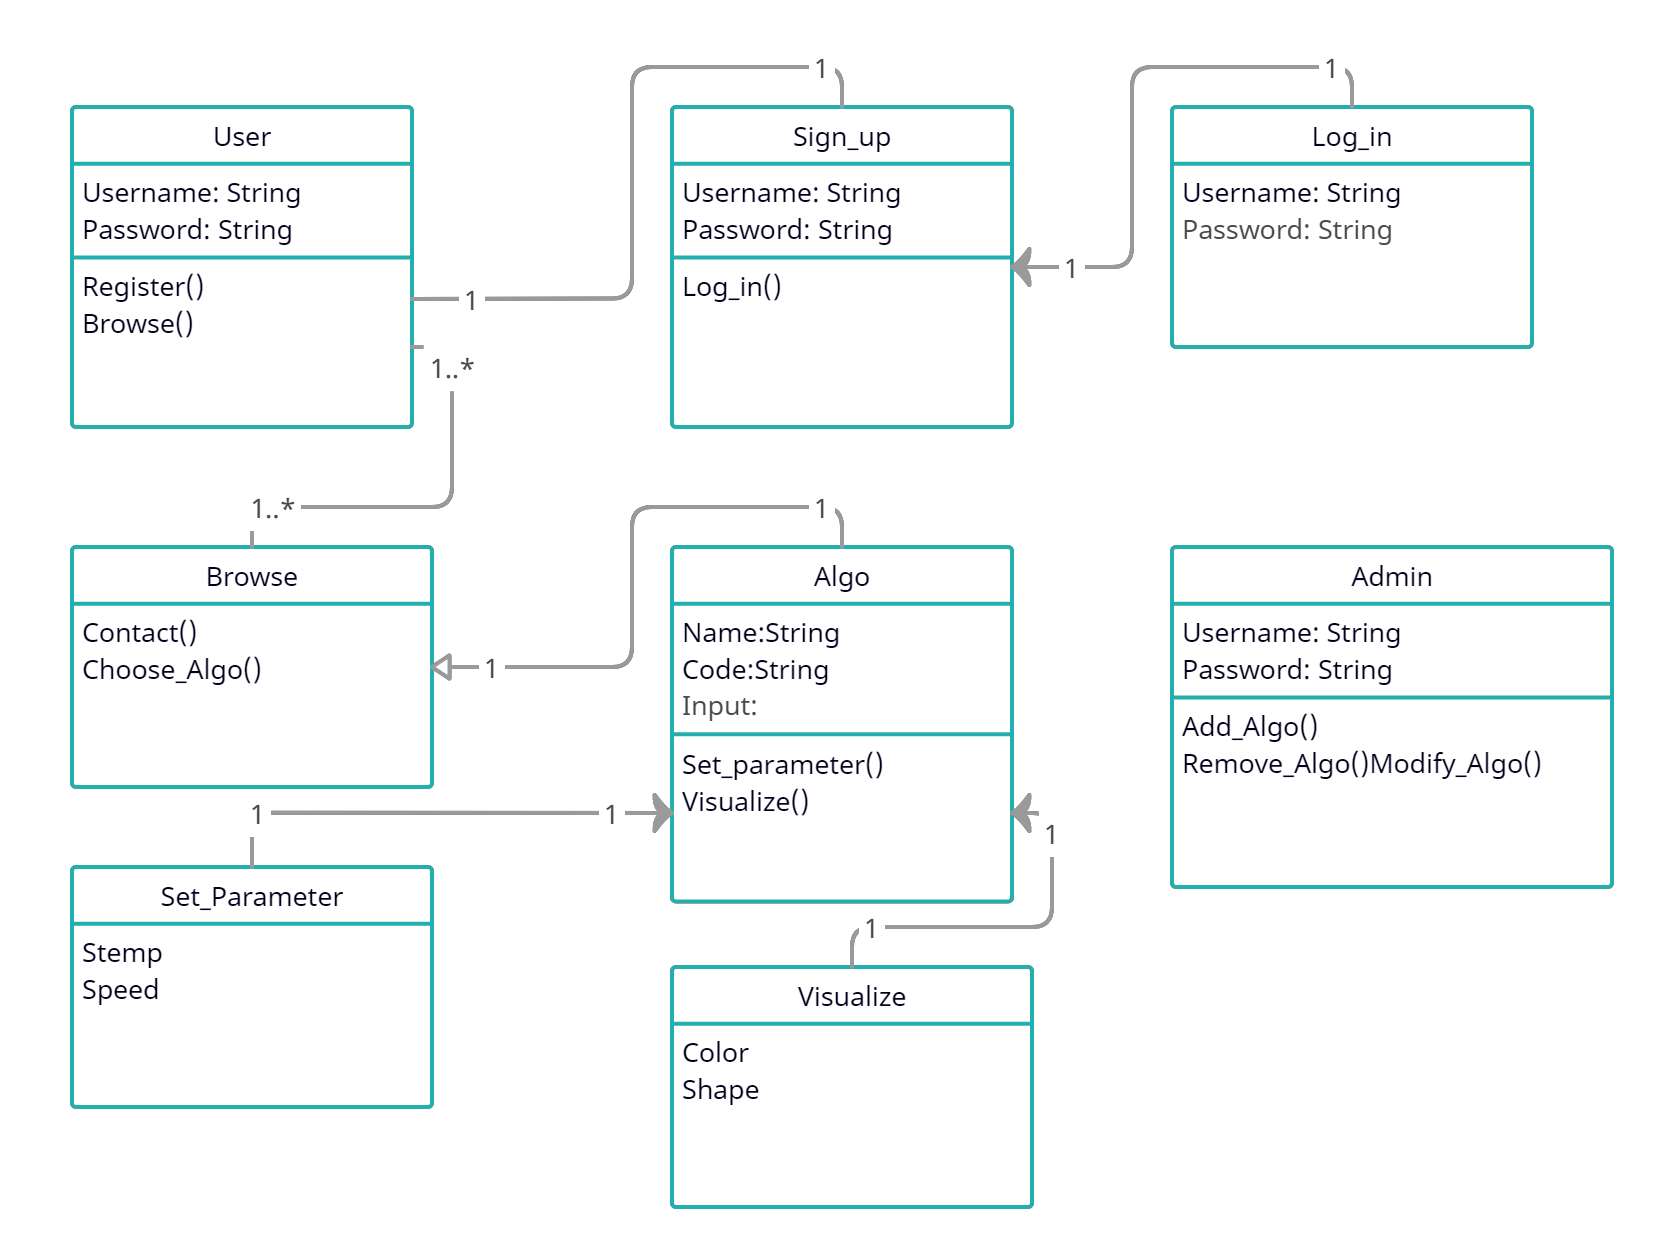 1
1
User
Username: String
Password: String
Register()
Browse()
1
1..*
Sign_up
Username: String
Password: String
Log_in()
1
Log_in
Username: String
Password: String
1..*
1
Browse
Contact()
Choose_Algo()
1
Algo
Name:String
Code:String
Input:
Set_parameter()
Visualize()
Admin
Username: String
Password: String
Add_Algo()
Remove_Algo()Modify_Algo()
1
1
1
1
Set_Parameter
Stemp
Speed
Visualize
Color
Shape